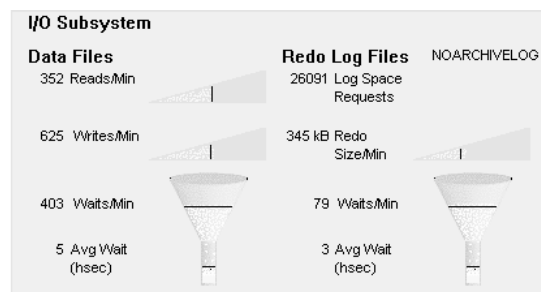 I/O Subsystem
Data Files
352 Reads/Min
625 Writes/Min
403 Waits/Min
5 Avg Wait
(hsec)
Redo Log Files NOARCHIVELOG
26091 Log Space
Requests
345 kB Redo
Size/Min
79 Waits/Min
3 Avg Wait
(hsec)